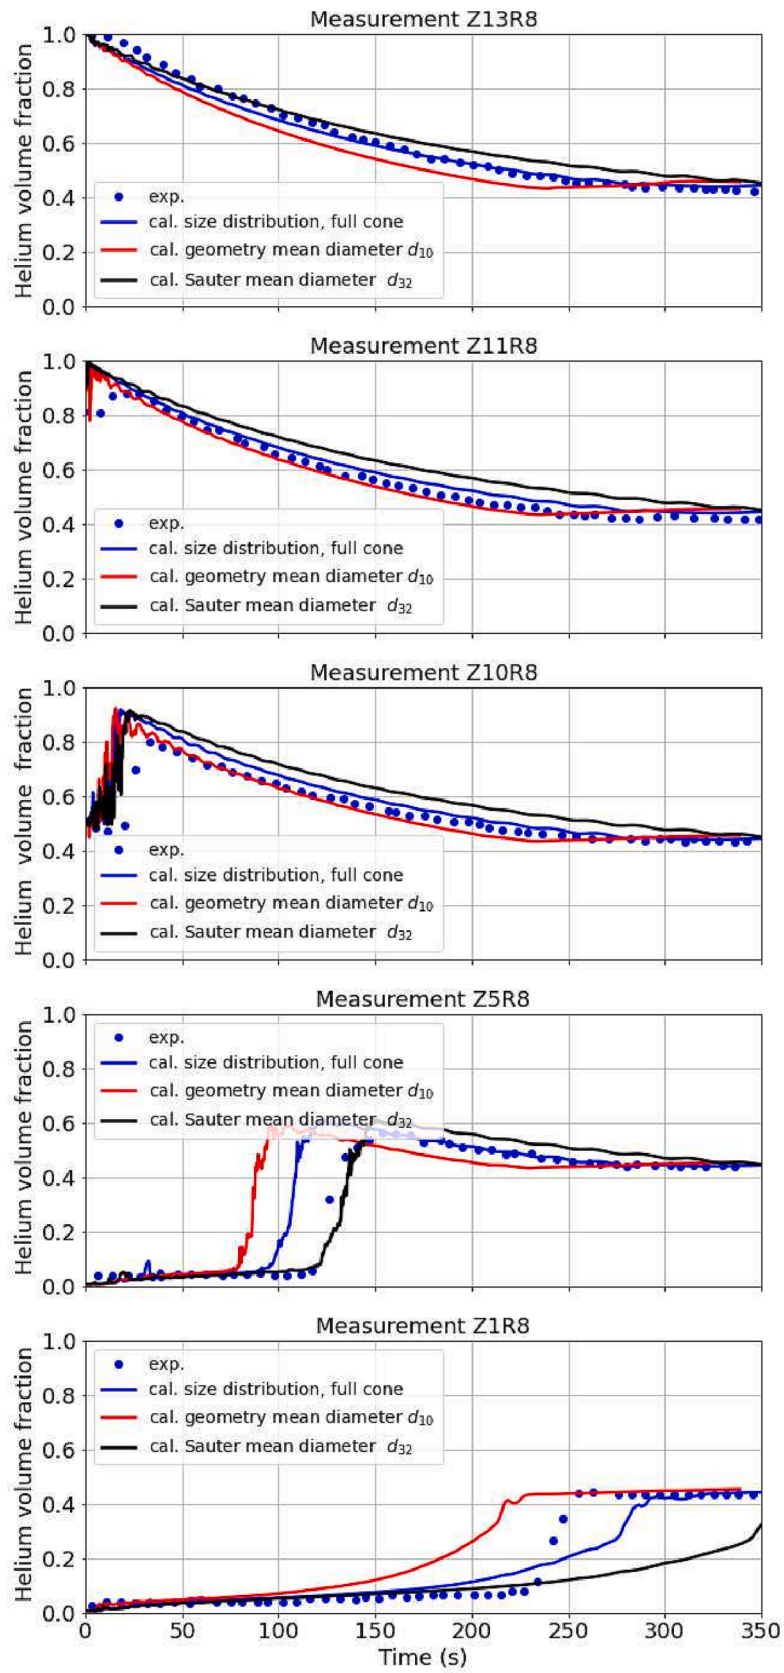 Measurement Z13R8
Helium volume fraction
1.0
0.8
0.6
0.4
0.2
0.0
exp.
cal. size distribution, full cone
cal. geometry mean diameter d10
cal. Sauter mean diameter d32
Measurement Z11R8
Helium volume fraction
1.0
0.8
0.6
0.4
0.2
0.0
exp.
cal. size distribution, full cone
cal. geometry mean diameter d10
cal. Sauter mean diameter d32
Measurement Z10R8
Helium volume fraction
1.0
0.8
0.6
0.4
0.2
0.0
exp.
cal. size distribution, full cone
cal. geometry mean diameter d10
cal. Sauter mean diameter d32
Measurement Z5R8
Helium volume fraction
1.0
0.8
0.6
0.4
0.2
0.0
exp.
cal. size distribution, full cone
cal. geometry mean diameter d10
cal. Sauter mean diameter d32
Measurement Z1R8
Helium volume fraction
1.0
0.8
0.6
0.4
0.2
0.0
exp.
cal. size distribution, full cone
cal. geometry mean diameter d10
cal. Sauter mean diameter d32
0 50 100 150 200 250 300 350
Time (s)